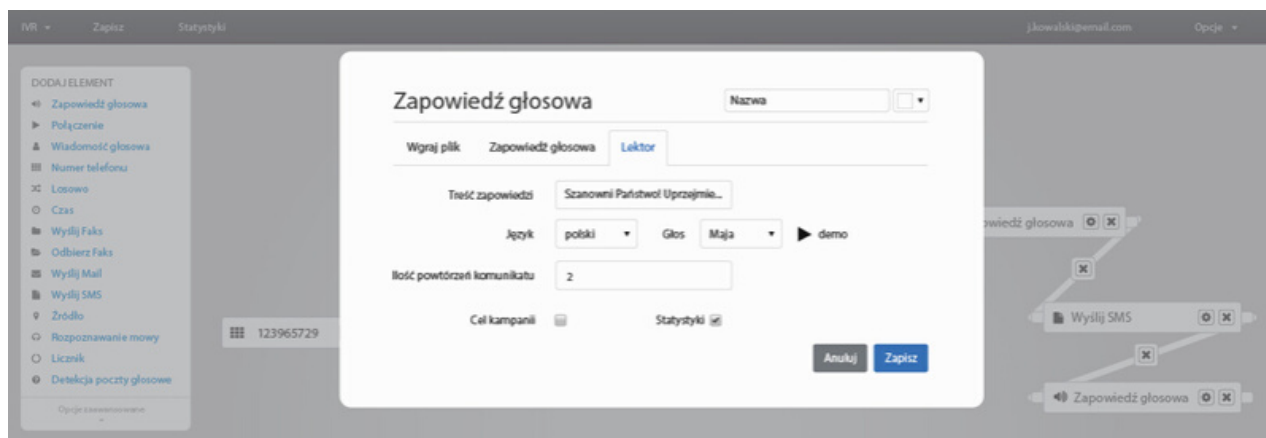 IVR Zapisz Statystyki j.kowalski@email.com Opcje
DODAJ ELEMENT
Zapowiedź głosowa
Połączenie
Wiadomość głosowa
Numer telefonu
Losowo
Czas
Wyślij Faks
Odbierz Faks
Wyślij Mail
Wyślij SMS
Źródło
Rozpoznawanie mowy
Licznik
Detekcja poczty głosowe
Opcje zaawansowane
123965729
Zapowiedź głosowa Nazwa
Wgraj plik Zapowiedź głosowa Lektor
Treść zapowiedzi Szanowni Państwo! Uprzejmie...
Język polski Głos Maja demo
Ilość powtórzeń komunikatu 2
Cel kampanii Statystyki
Anuluj Zapisz
owiedź głosowa
Wyślij SMS
Zapowiedź głosowa